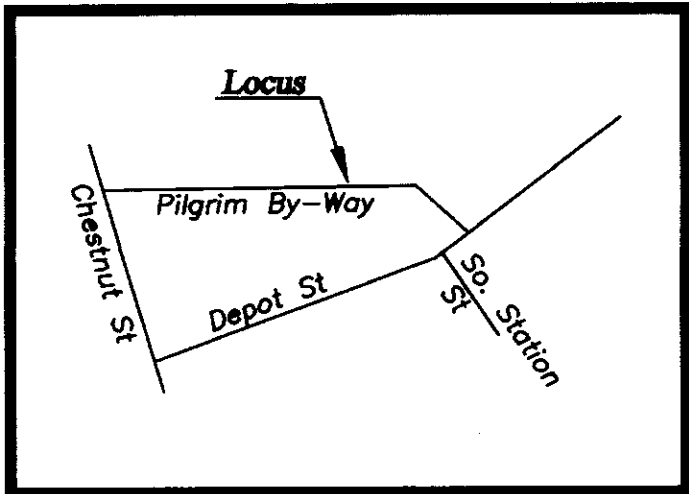 Locus
Pilgrim By-Way
Chestnut St
Depot St
So. Station
St